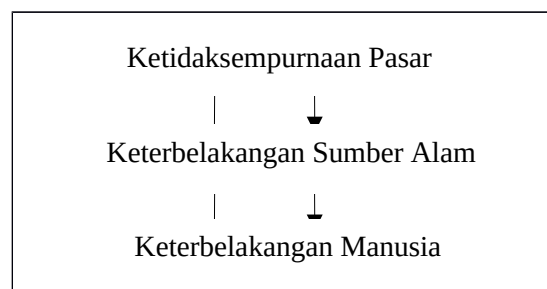 Ketidaksempurnaan Pasar
Keterbelakangan Sumber Alam
Keterbelakangan Manusia